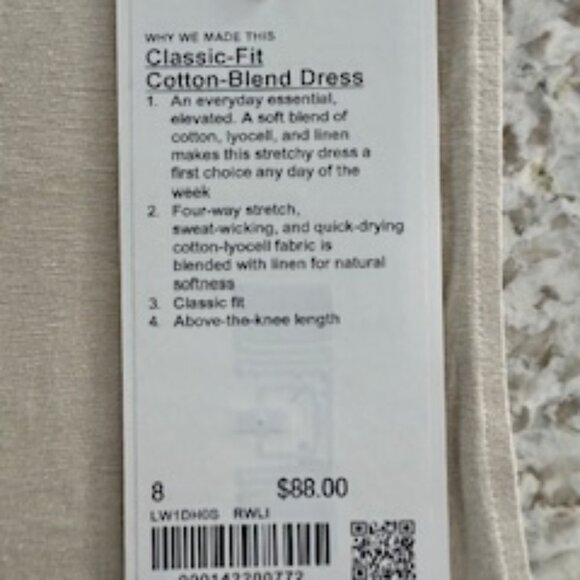 WHY WE MADE THIS
Classic-Fit
Cotton-Blend Dress
1. An everyday essential,
elevated. A soft blend of
cotton, lyocell, and linen
makes this stretchy dress a
first choice any day of the
week
2. Four-way stretch,
sweat-wicking, and quick-drying
cotton-lyocell fabric is
blended with linen for natural
softness
3. Classic fit
4. Above-the-knee length
8 $88.00
LW1DH0S RWLI